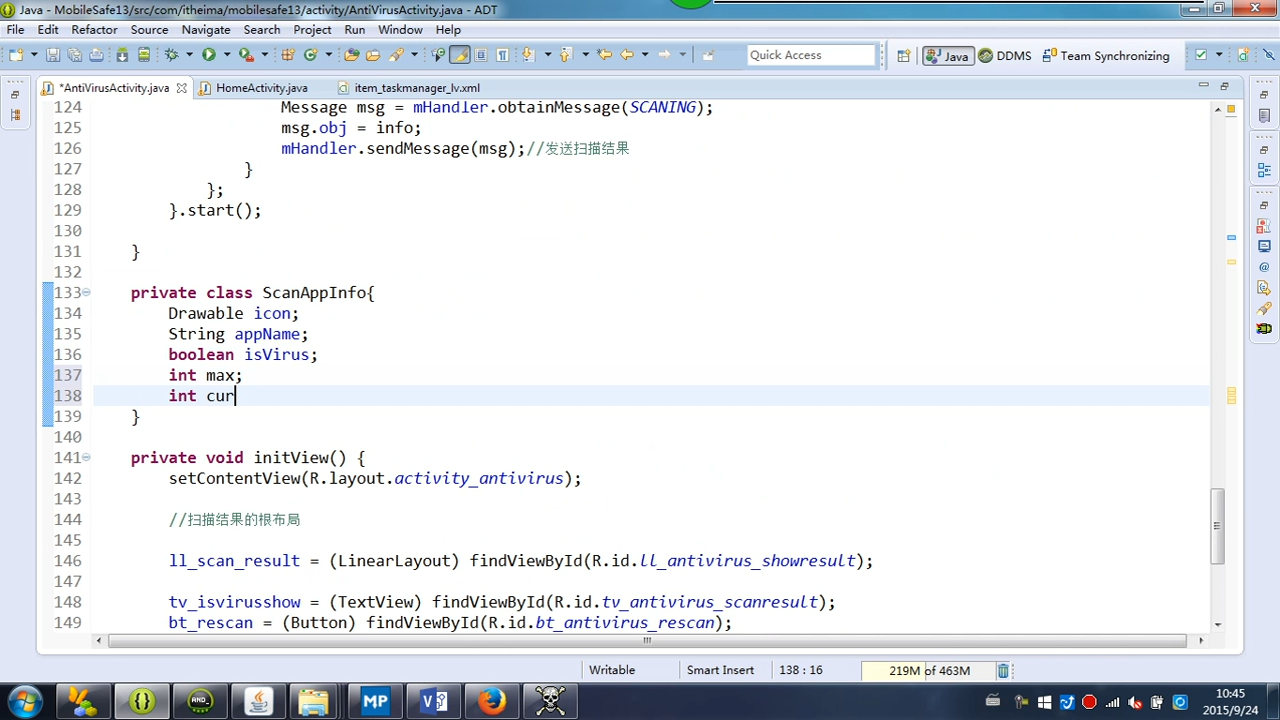 Java - MobileSafe13/src/com/itheima/mobilesafe13/activity/AntiVirusActivity.java - ADT
File Edit Refactor Source Navigate Search Project Run Window Help
Quick Access
Java
DDMS
Team Synchronizing
*AntiVirusActivity.java
HomeActivity.java
item_taskmanager_lv.xml
124 Message msg = mHandler.obtainMessage(SCANING);
125 msg.obj = info;
126 mHandler.sendMessage(msg);//发送扫描结果
127 }
128 };
129 }.start();
130
131 }
132
133 private class ScanAppInfo{
134 Drawable icon;
135 String appName;
136 boolean isVirus;
137 int max;
138 int cur
139 }
140
141 private void initView() {
142 setContentView(R.layout.activity_antivirus);
143
144 //扫描结果的根布局
145
146 ll_scan_result = (LinearLayout) findViewById(R.id.ll_antivirus_showresult);
147
148 tv_isvirusshow = (TextView) findViewById(R.id.tv_antivirus_scanresult);
149 bt_rescan = (Button) findViewById(R.id.bt_antivirus_rescan);
Writable
Smart Insert
138 : 16
219M of 463M
10:45
2015/9/24